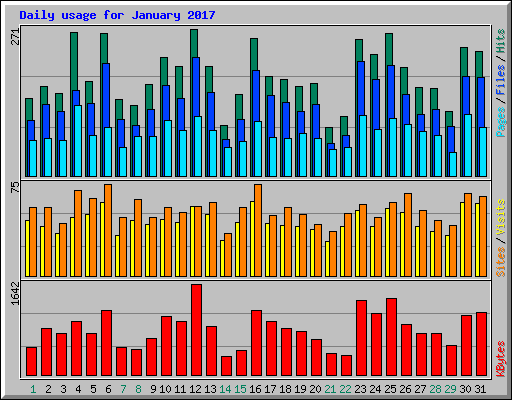 Daily usage for January 2017
271
Pages / Files / Hits
75
Sites / Visits
1642
KBytes
1 2 3 4 5 6 7 8 9 10 11 12 13 14 15 16 17 18 19 20 21 22 23 24 25 26 27 28 29 30 31